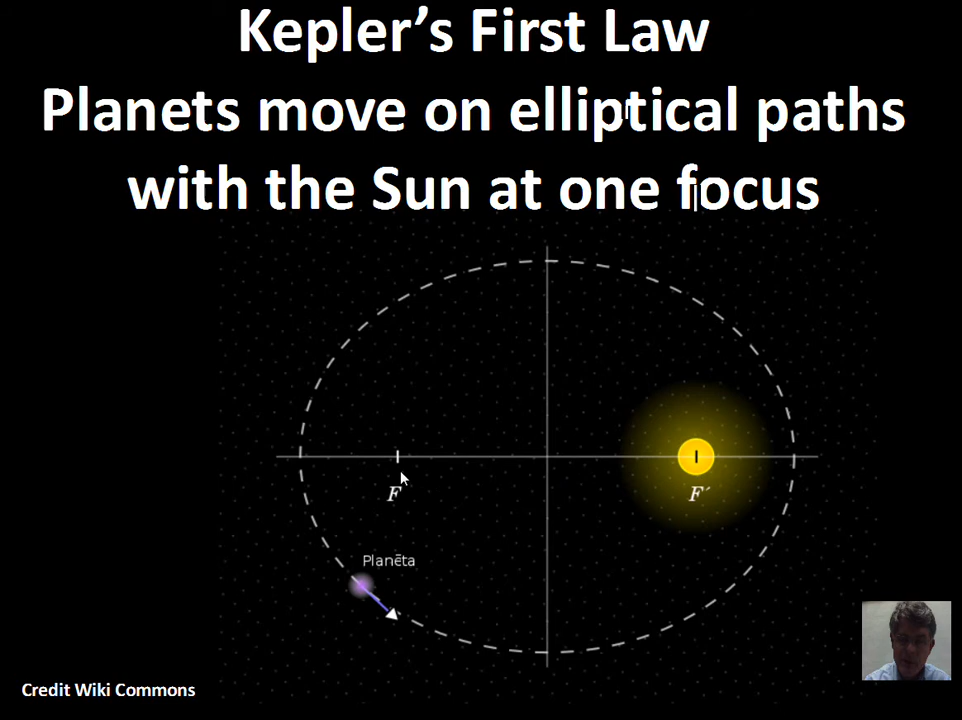 Kepler’s First Law
Planets move on elliptical paths
with the Sun at one focus
F
F´
Planēta
Credit Wiki Commons